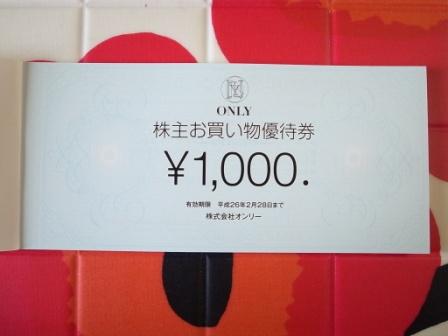 ONLY
株主お買い物優待券
¥1,000.
有効期限 平成26年2月28日まで
株式会社オンリー